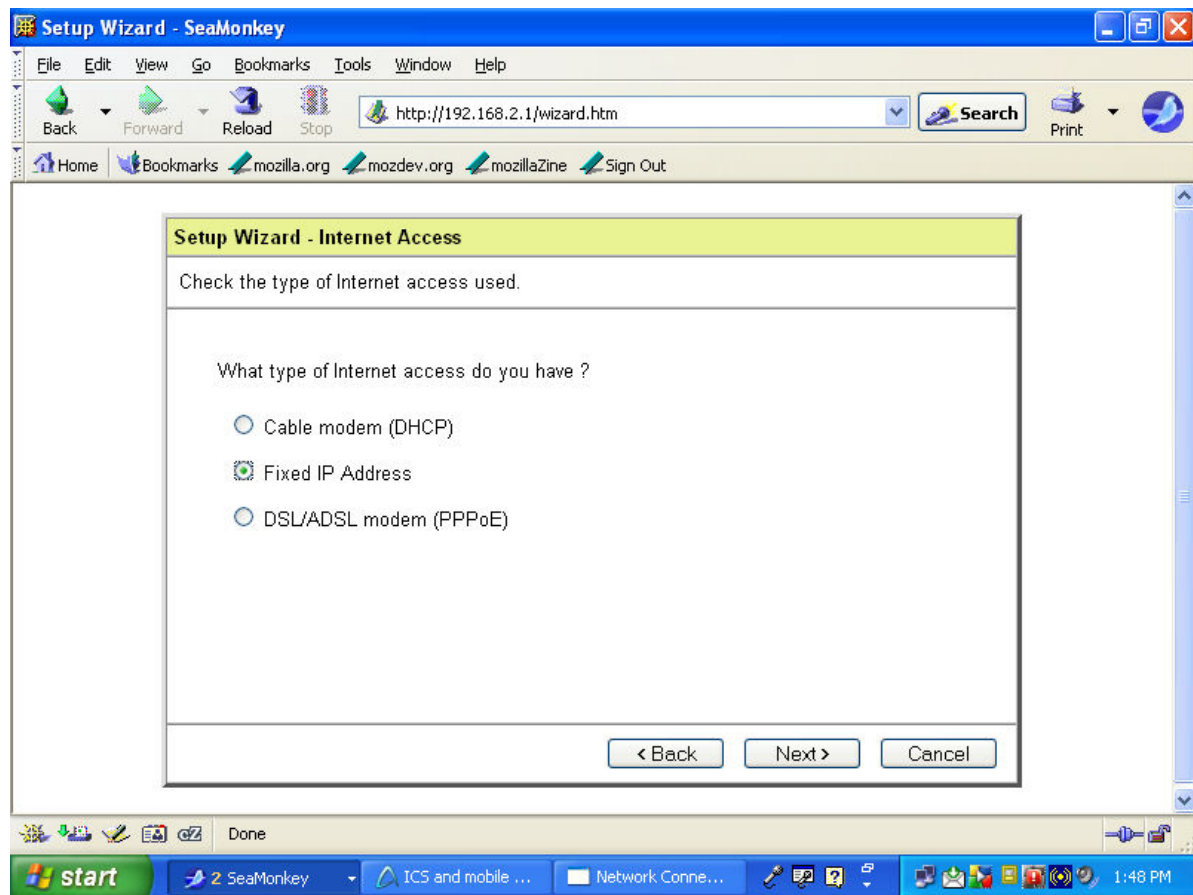 Setup Wizard - SeaMonkey
File Edit View Go Bookmarks Tools Window Help
Back Forward Reload Stop http://192.168.2.1/wizard.htm Search Print
Home Bookmarks mozilla.org mozdev.org mozillaZine Sign Out
Setup Wizard - Internet Access
Check the type of Internet access used.
What type of Internet access do you have ?
Cable modem (DHCP)
Fixed IP Address
DSL/ADSL modem (PPPoE)
< Back Next > Cancel
Done
start 2 SeaMonkey ICS and mobile ... Network Conne... 1:48 PM